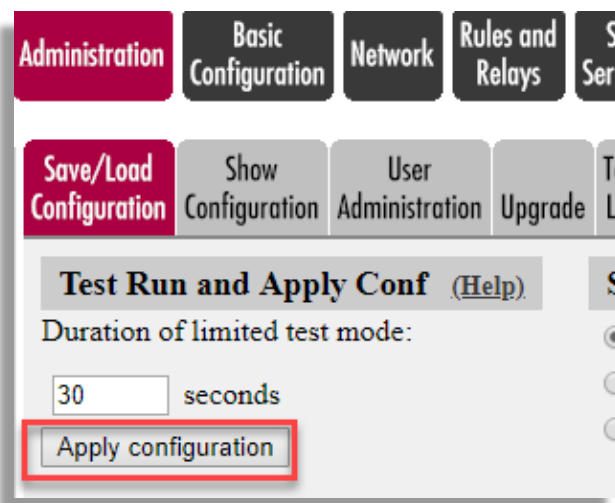 Administration
Basic
Configuration
Network
Rules and
Relays
Save/Load
Configuration
Show
Configuration
User
Administration
Upgrade
Test Run and Apply Conf (Help)
Duration of limited test mode:
30 seconds
Apply configuration